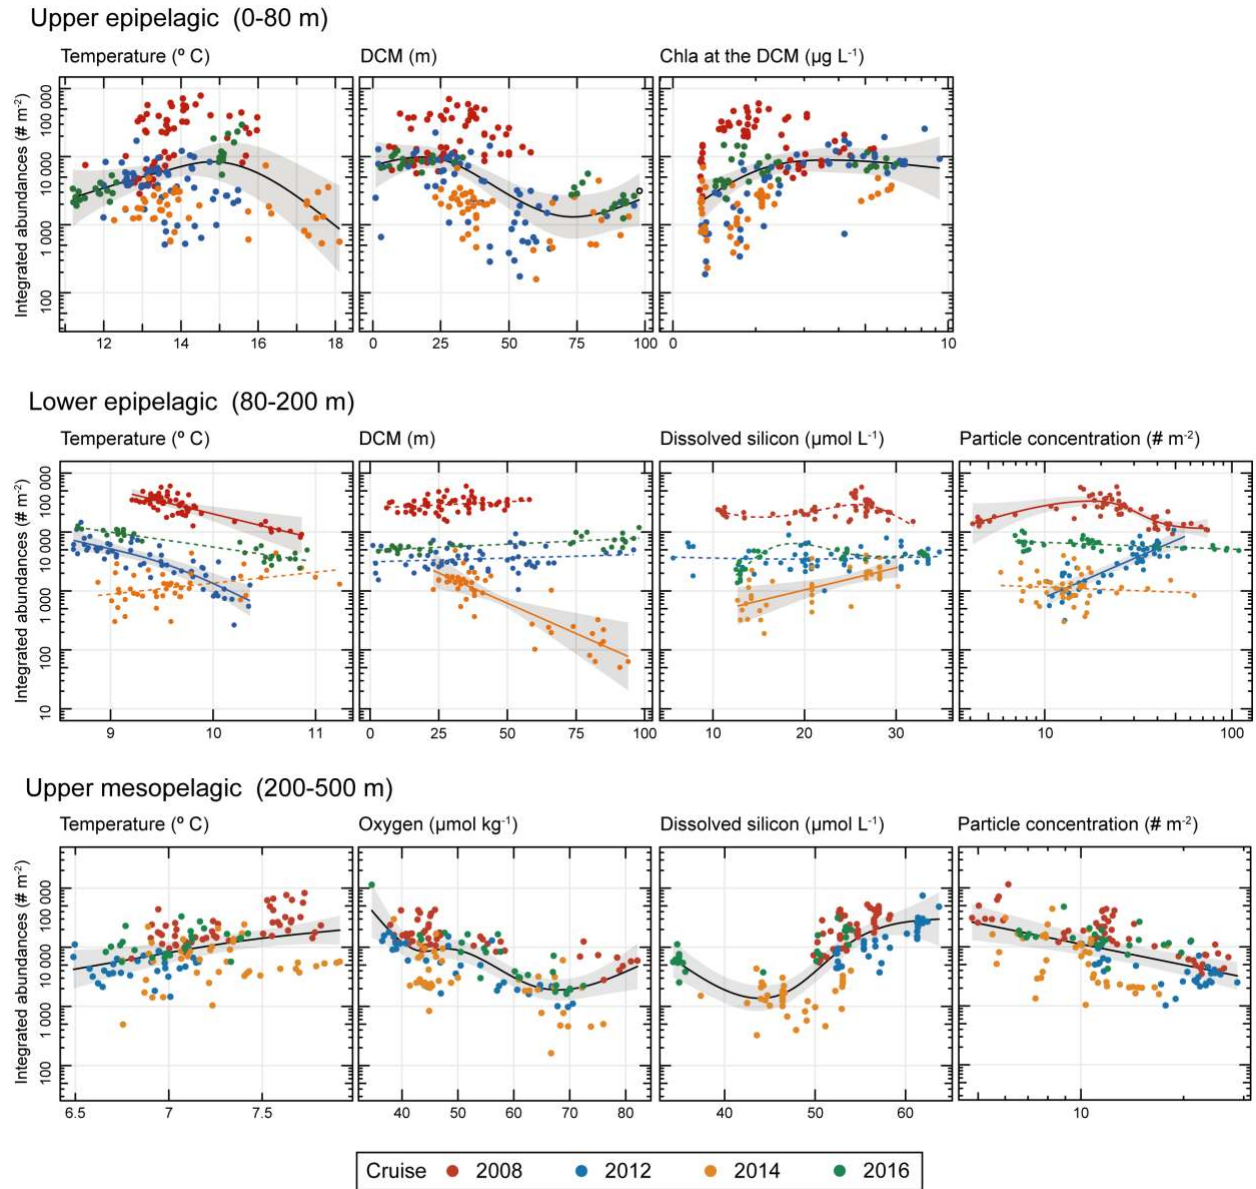 Upper epipelagic (0-80 m)
Temperature (º C) DCM (m) Chla at the DCM (µg L⁻¹)
Integrated abundances (# m⁻²)
100 000
10 000
1 000
100
12 13 14 16 18 0 25 50 75 100 0 10
Lower epipelagic (80-200 m)
Temperature (º C) DCM (m) Dissolved silicon (µmol L⁻¹) Particle concentration (# m⁻²)
Integrated abundances (# m⁻²)
100 000
10 000
1 000
100
10
9 10 11 0 25 50 75 100 10 20 30 10 100
Upper mesopelagic (200-500 m)
Temperature (º C) Oxygen (µmol kg⁻¹) Dissolved silicon (µmol L⁻¹) Particle concentration (# m⁻²)
Integrated abundances (# m⁻²)
100 000
10 000
1 000
100
6.5 7 7.5 40 50 60 70 80 40 50 60 10
Cruise 2008 2012 2014 2016